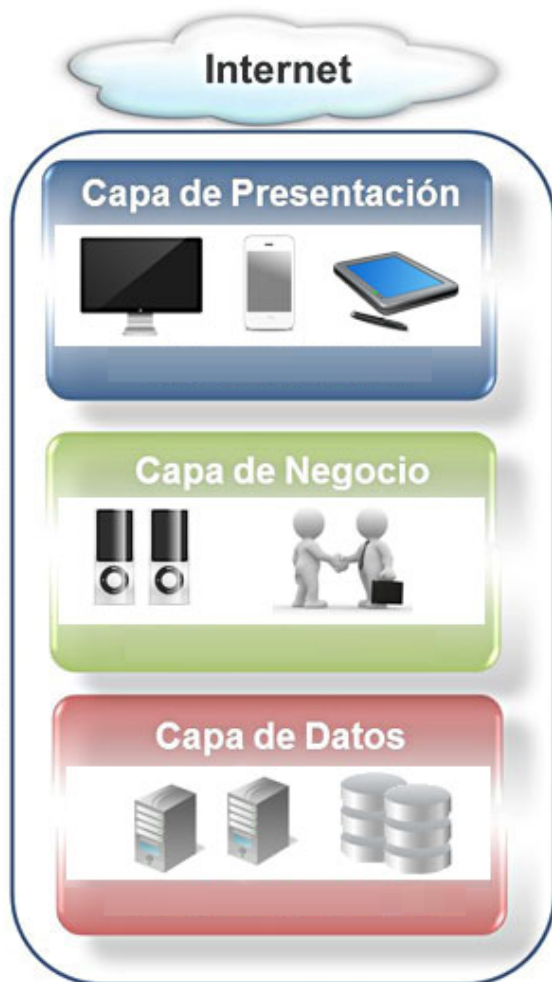 Internet
Capa de Presentación
Capa de Negocio
Capa de Datos